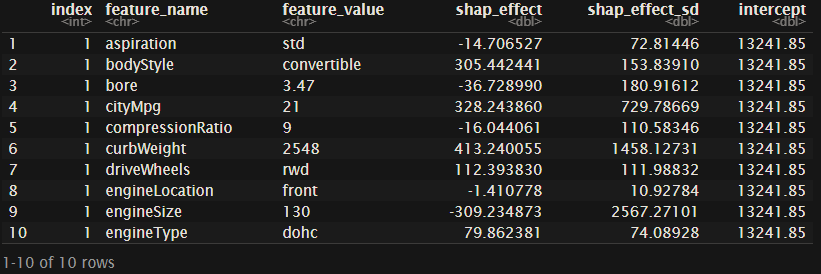 index feature_name feature_value shap_effect shap_effect_sd intercept
<int> <chr> <chr> <dbl> <dbl> <dbl>
1 1 aspiration std -14.706527 72.81446 13241.85
2 1 bodyStyle convertible 305.442441 153.83910 13241.85
3 1 bore 3.47 -36.728990 180.91612 13241.85
4 1 cityMpg 21 328.243860 729.78669 13241.85
5 1 compressionRatio 9 -16.044061 110.58346 13241.85
6 1 curbWeight 2548 413.240055 1458.12731 13241.85
7 1 driveWheels rwd 112.393830 111.98832 13241.85
8 1 engineLocation front -1.410778 10.92784 13241.85
9 1 engineSize 130 -309.234873 2567.27101 13241.85
10 1 engineType dohc 79.862381 74.08928 13241.85
1-10 of 10 rows